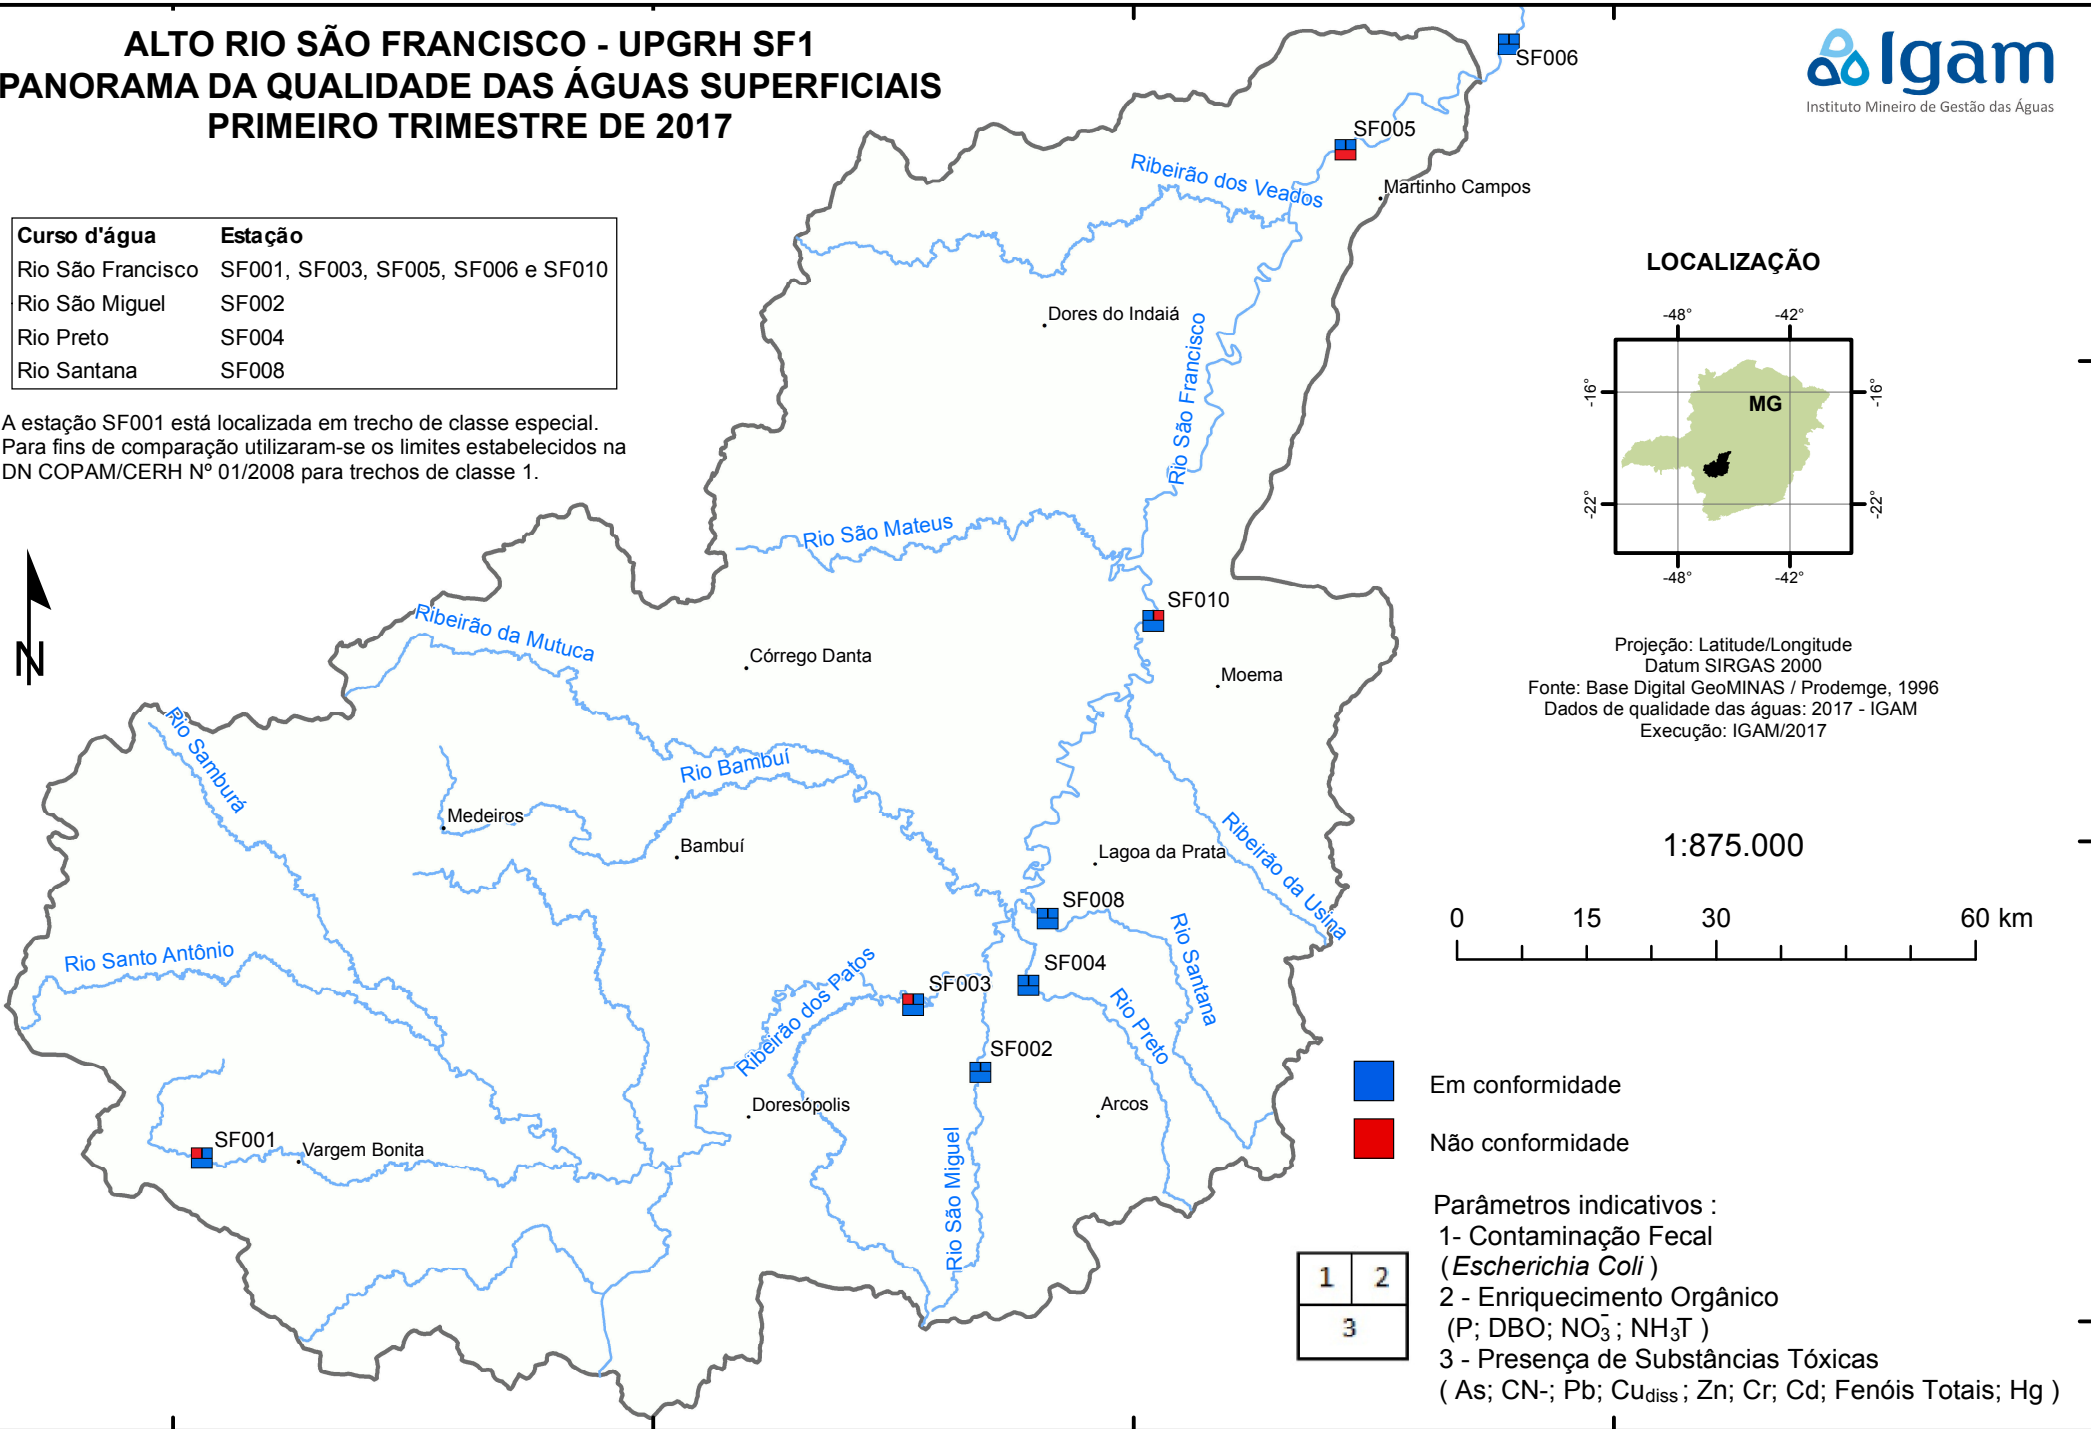 ALTO RIO SÃO FRANCISCO - UPGRH SF1
PANORAMA DA QUALIDADE DAS ÁGUAS SUPERFICIAIS
PRIMEIRO TRIMESTRE DE 2017
Igam
Instituto Mineiro de Gestão das Águas
Curso d'água Estação
Rio São Francisco SF001, SF003, SF005, SF006 e SF010
Rio São Miguel SF002
Rio Preto SF004
Rio Santana SF008
A estação SF001 está localizada em trecho de classe especial.
Para fins de comparação utilizaram-se os limites estabelecidos na
DN COPAM/CERH Nº 01/2008 para trechos de classe 1.
N
SF006
SF005
Ribeirão dos Veados
Martinho Campos
Dores do Indaiá
Rio São Francisco
Rio São Mateus
SF010
Ribeirão da Mutuca
Córrego Danta
Moema
Rio Samburá
Rio Bambuí
Medeiros
Bambuí
Lagoa da Prata
Ribeirão da Usina
SF008
Rio Santana
Rio Santo Antônio
SF004
SF003
Ribeirão dos Patos
Rio Preto
SF002
Doresópolis
Arcos
SF001
Vargem Bonita
Rio São Miguel
LOCALIZAÇÃO
-48° -42°
-16° -16°
MG
-22° -22°
-48° -42°
Projeção: Latitude/Longitude
Datum SIRGAS 2000
Fonte: Base Digital GeoMINAS / Prodemge, 1996
Dados de qualidade das águas: 2017 - IGAM
Execução: IGAM/2017
1:875.000
0 15 30 60 km
Em conformidade
Não conformidade
Parâmetros indicativos :
1- Contaminação Fecal
(Escherichia Coli )
2 - Enriquecimento Orgânico
(P; DBO; NO₃⁻; NH₃T )
3 - Presença de Substâncias Tóxicas
( As; CN-; Pb; Cudiss ; Zn; Cr; Cd; Fenóis Totais; Hg )
1 2
3